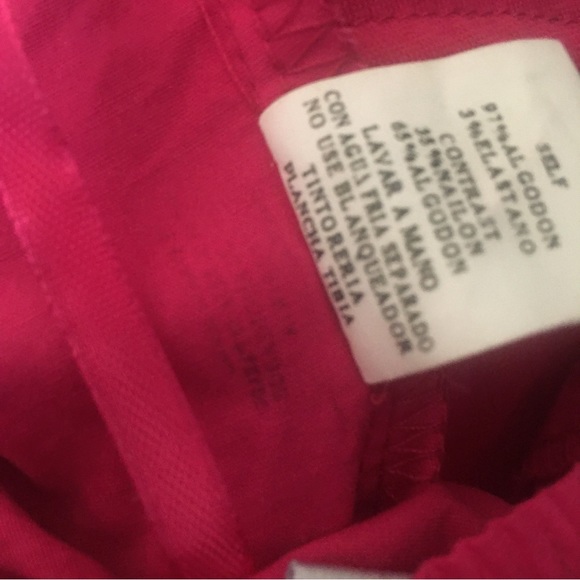 SELF
97%ALGODON
3%ELASTANO
CONTRAST
35%NAILON
65%ALGODON
LAVAR A MANO
CON AGUA FRIA SEPARADO
NO USE BLANQUEADOR
TINTORERIA
PLANCHA TIBIA